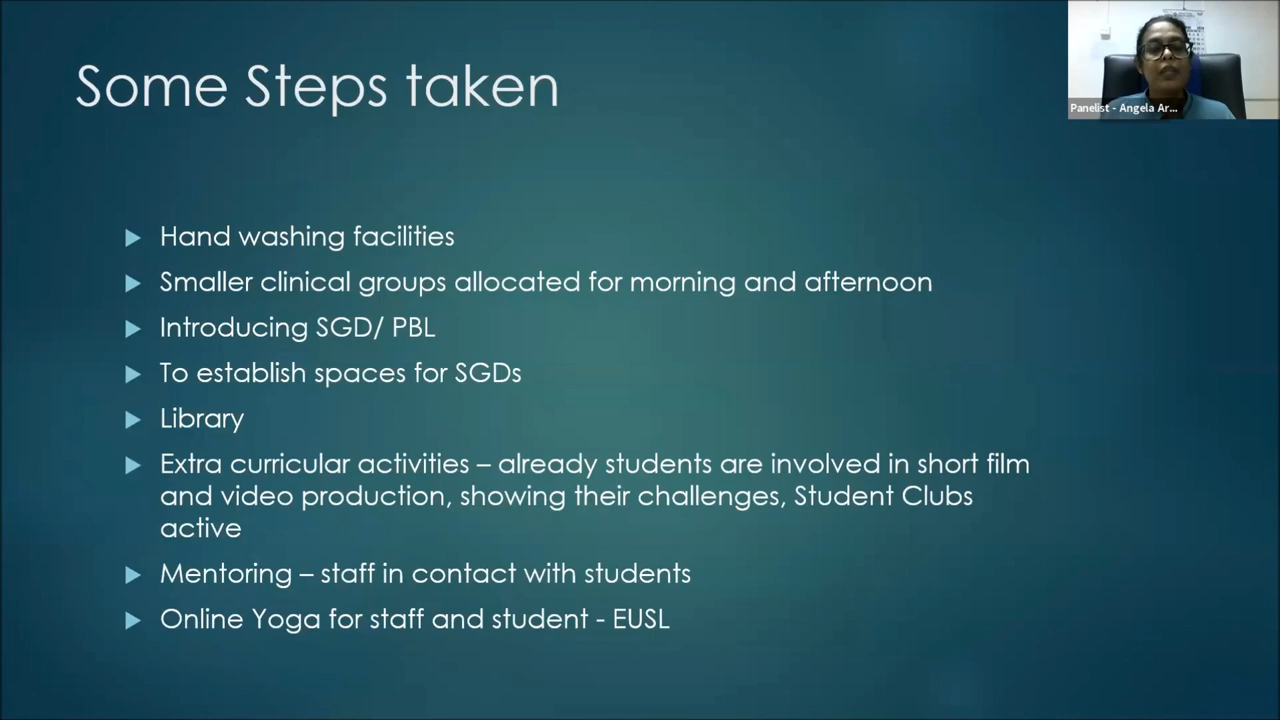 Some Steps taken
Panelist - Angela Ar...
Hand washing facilities
Smaller clinical groups allocated for morning and afternoon
Introducing SGD/ PBL
To establish spaces for SGDs
Library
Extra curricular activities – already students are involved in short film
and video production, showing their challenges, Student Clubs
active
Mentoring – staff in contact with students
Online Yoga for staff and student - EUSL